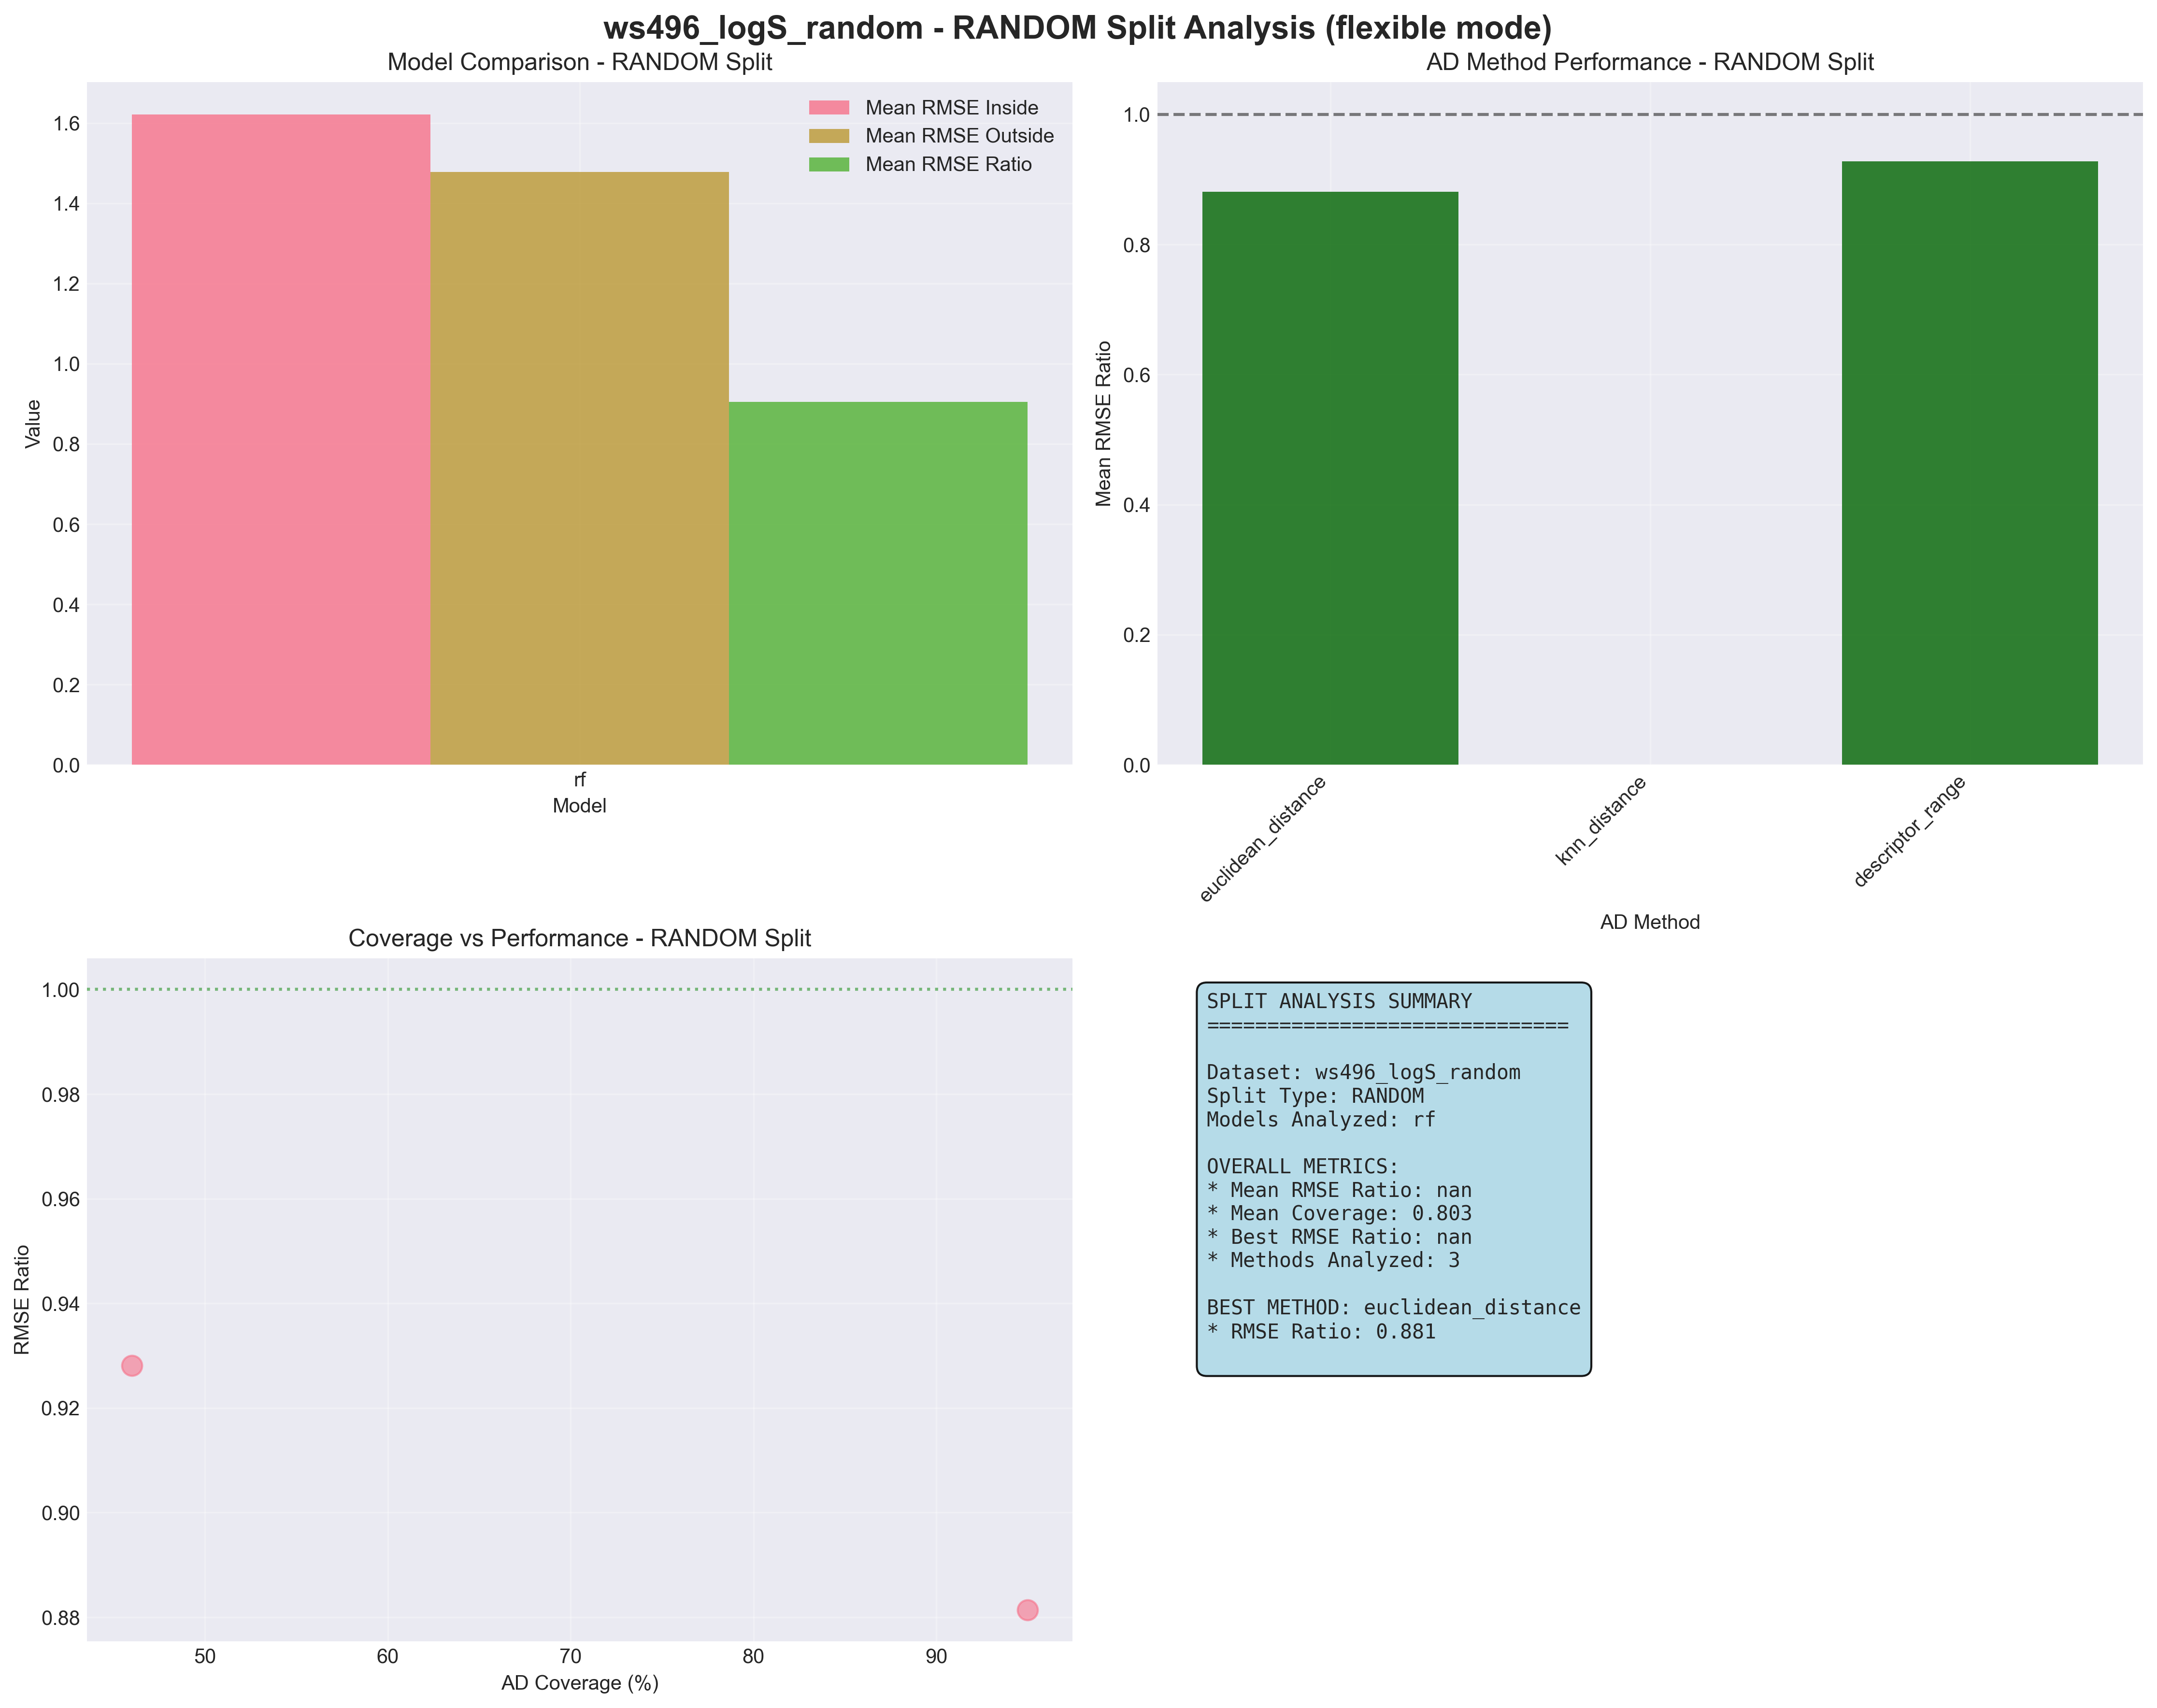 ws496_logS_random - RANDOM Split Analysis (flexible mode)
Model Comparison - RANDOM Split
Mean RMSE Inside
Mean RMSE Outside
Mean RMSE Ratio
1.6
1.4
1.2
1.0
0.8
0.6
0.4
0.2
0.0
Value
rf
Model
AD Method Performance - RANDOM Split
1.0
0.8
0.6
0.4
0.2
0.0
Mean RMSE Ratio
euclidean_distance
knn_distance
descriptor_range
AD Method
Coverage vs Performance - RANDOM Split
1.00
0.98
0.96
0.94
0.92
0.90
0.88
RMSE Ratio
50 60 70 80 90
AD Coverage (%)
SPLIT ANALYSIS SUMMARY
==============================
Dataset: ws496_logS_random
Split Type: RANDOM
Models Analyzed: rf
OVERALL METRICS:
* Mean RMSE Ratio: nan
* Mean Coverage: 0.803
* Best RMSE Ratio: nan
* Methods Analyzed: 3
BEST METHOD: euclidean_distance
* RMSE Ratio: 0.881